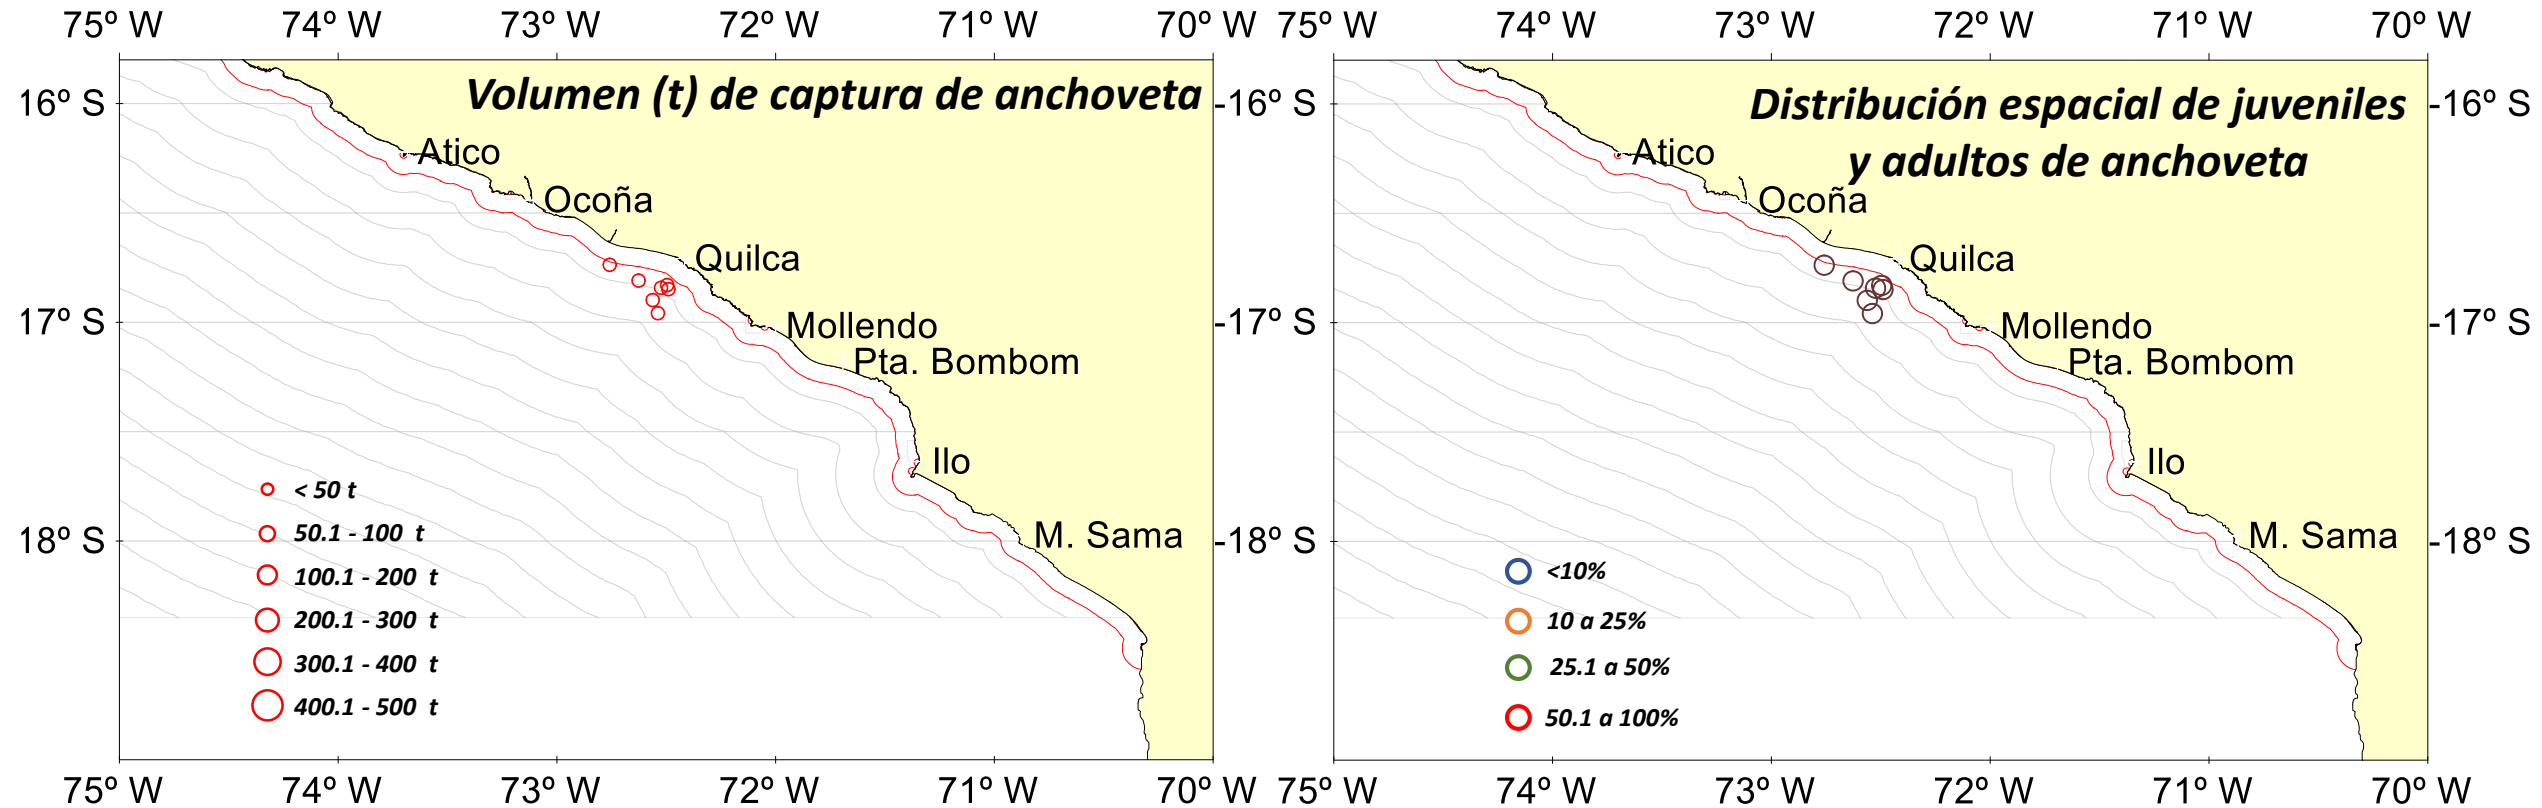 75º W 74º W 73º W 72º W 71º W 70º W
Volumen (t) de captura de anchoveta
16º S
Atico
Ocoña
Quilca
17º S
Mollendo
Pta. Bombom
Ilo
18º S
M. Sama
< 50 t
50.1 - 100 t
100.1 - 200 t
200.1 - 300 t
300.1 - 400 t
400.1 - 500 t
75º W 74º W 73º W 72º W 71º W 70º W
75º W 74º W 73º W 72º W 71º W 70º W
Distribución espacial de juveniles
y adultos de anchoveta
16º S
16º S
Atico
Ocoña
Quilca
17º S
17º S
Mollendo
Pta. Bombom
Ilo
18º S
18º S
M. Sama
<10%
10 a 25%
25.1 a 50%
50.1 a 100%
75º W 74º W 73º W 72º W 71º W 70º W